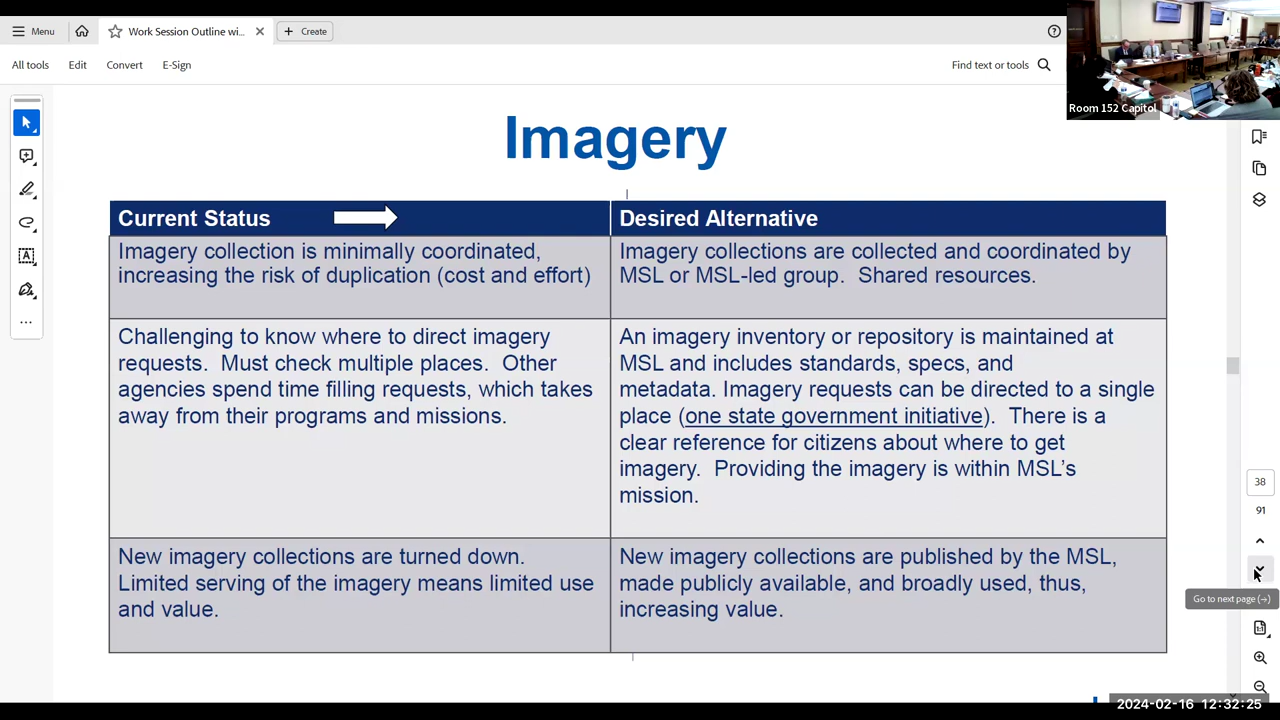 Menu
Work Session Outline wi...
Create
All tools
Edit
Convert
E-Sign
Find text or tools
Room 152 Capitol
Imagery
Current Status
Desired Alternative
Imagery collection is minimally coordinated,
increasing the risk of duplication (cost and effort)
Imagery collections are collected and coordinated by
MSL or MSL-led group. Shared resources.
Challenging to know where to direct imagery
requests. Must check multiple places. Other
agencies spend time filling requests, which takes
away from their programs and missions.
An imagery inventory or repository is maintained at
MSL and includes standards, specs, and
metadata. Imagery requests can be directed to a single
place (one state government initiative). There is a
clear reference for citizens about where to get
imagery. Providing the imagery is within MSL's
mission.
New imagery collections are turned down.
Limited serving of the imagery means limited use
and value.
New imagery collections are published by the MSL,
made publicly available, and broadly used, thus,
increasing value.
38
91
Go to next page (→)
2024-02-16 12:32:25